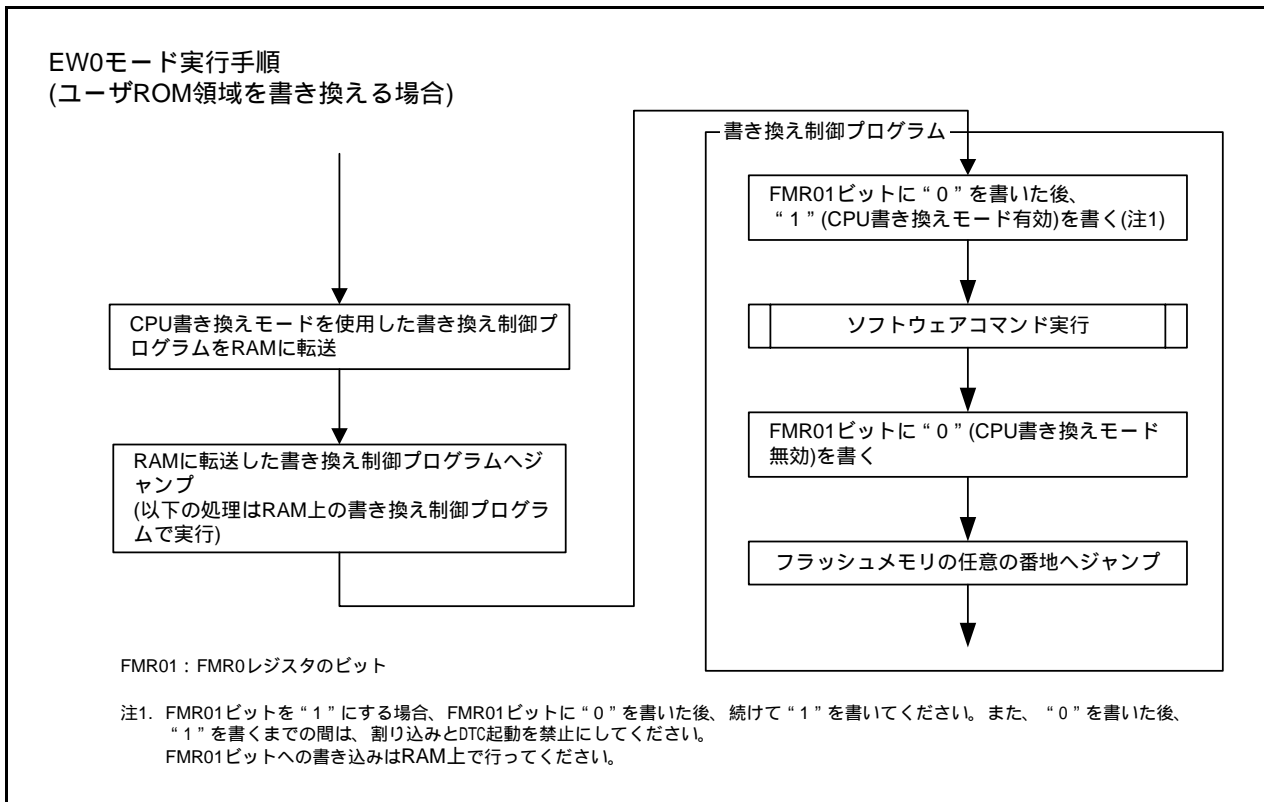 EW0モード実行手順
(ユーザROM領域を書き換える場合)
CPU書き換えモードを使用した書き換え制御プ
ログラムをRAMに転送
RAMに転送した書き換え制御プログラムへジ
ャンプ
(以下の処理はRAM上の書き換え制御プログラ
ムで実行)
書き換え制御プログラム
FMR01ビットに“0”を書いた後、
“1”(CPU書き換えモード有効)を書く(注1)
ソフトウェアコマンド実行
FMR01ビットに“0”(CPU書き換えモード
無効)を書く
フラッシュメモリの任意の番地へジャンプ
FMR01:FMR0レジスタのビット
注1. FMR01ビットを“1”にする場合、FMR01ビットに“0”を書いた後、続けて“1”を書いてください。また、“0”を書いた後、
“1”を書くまでの間は、割り込みとDTC起動を禁止にしてください。
FMR01ビットへの書き込みはRAM上で行ってください。